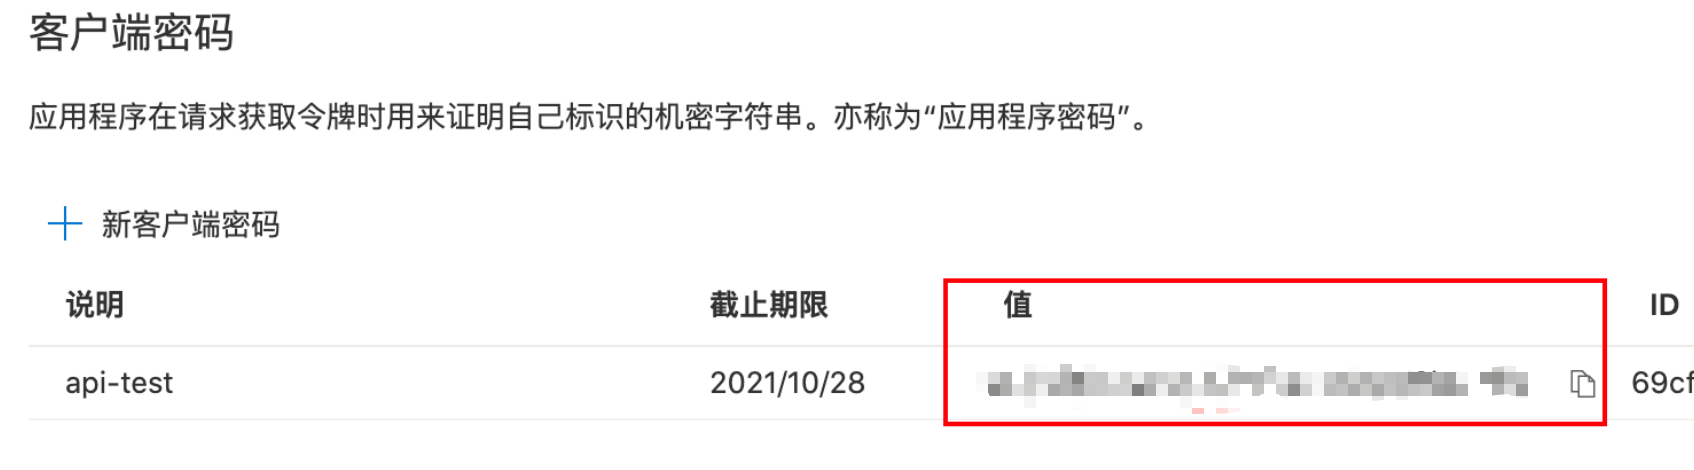 客户端密码
应用程序在请求获取令牌时用来证明自己标识的机密字符串。亦称为“应用程序密码”。
新客户端密码
说明 截止期限 值 ID
api-test 2021/10/28 69cf